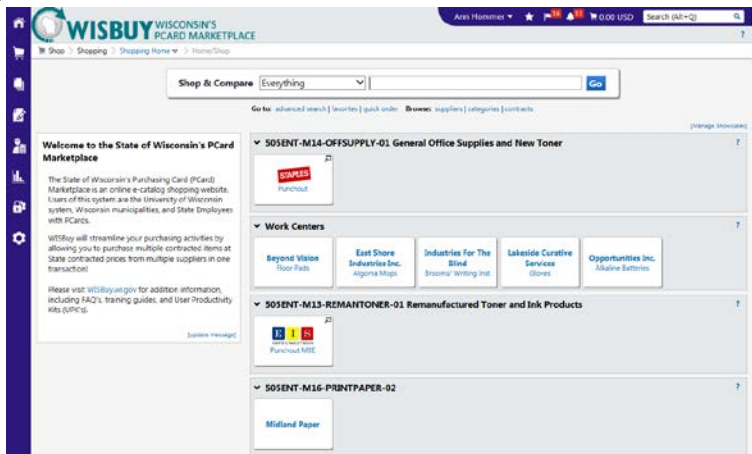 Ann Hommer
14
11
0.00 USD
Search (Alt+Q)
WISBUY WISCONSIN'S
PCARD MARKETPLACE
?
Shop > Shopping > Shopping Home > Home/Shop
Shop & Compare Everything Go
Go to: advanced search | favorites | quick order Browse: suppliers | categories | contracts
[Manage Showcases]
Welcome to the State of Wisconsin's PCard
Marketplace
The State of Wisconsin's Purchasing Card (PCard)
Marketplace is an online e-catalog shopping website.
Users of this system are the University of Wisconsin
system, Wisconsin municipalities, and State Employees
with PCards.
WISBuy will streamline your purchasing activities by
allowing you to purchase multiple contracted items at
State contracted prices from multiple suppliers in one
transaction!
Please visit WISBuy.wi.gov for addition information,
including FAQ's, training guides, and User Productivity
Kits (UPK's).
[update message]
505ENT-M14-OFFSUPPLY-01 General Office Supplies and New Toner ?
STAPLES
Punchout
Work Centers ?
Beyond Vision
Floor Pads
East Shore
Industries Inc.
Algoma Mops
Industries For The
Blind
Brooms/ Writing Inst
Lakeside Curative
Services
Gloves
Opportunities Inc.
Alkaline Batteries
505ENT-M13-REMANTONER-01 Remanufactured Toner and Ink Products ?
EIS
Punchout MBE
505ENT-M16-PRINTPAPER-02 ?
Midland Paper